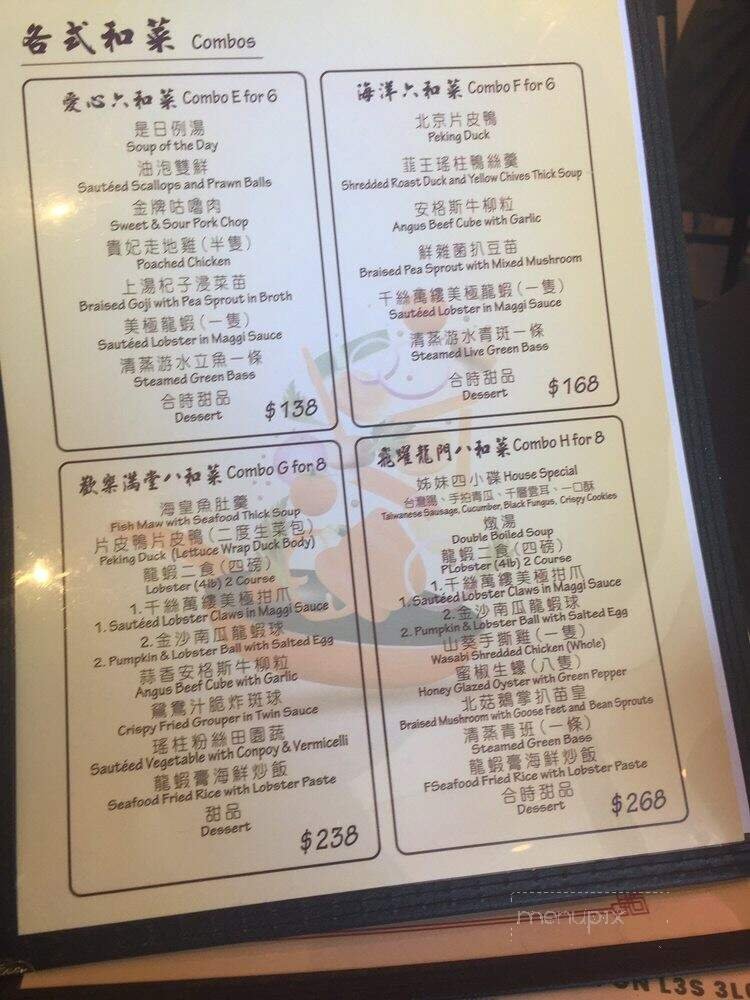 各式和菜 Combos
愛心六和菜 Combo E for 6
是日例湯
Soup of the Day
油泡雙鮮
Sautéed Scallops and Prawn Balls
金牌咕嚕肉
Sweet & Sour Pork Chop
貴妃走地雞(半隻)
Poached Chicken
上湯杞子浸菜苗
Braised Goji with Pea Sprout in Broth
美極龍蝦(一隻)
Sautéed Lobster in Maggi Sauce
清蒸游水立魚一條
Steamed Green Bass
合時甜品
Dessert
$138
海洋六和菜 Combo F for 6
北京片皮鴨
Peking Duck
韮王瑤柱鴨絲羹
Shredded Roast Duck and Yellow Chives Thick Soup
安格斯牛柳粒
Angus Beef Cube with Garlic
鮮雜菌扒豆苗
Braised Pea Sprout with Mixed Mushroom
千絲萬縷美極龍蝦(一隻)
Sautéed Lobster in Maggi Sauce
清蒸游水青斑一條
Steamed Live Green Bass
合時甜品
Dessert
$168
歡樂滿堂八和菜 Combo G for 8
海皇魚肚羹
Fish Maw with Seafood Thick Soup
片皮鴨片皮鴨(二度生菜包)
Peking Duck (Lettuce Wrap Duck Body)
龍蝦二食(四磅)
Lobster (4lb) 2 Course
1.千絲萬縷美極拑爪
1. Sautéed Lobster Claws in Maggi Sauce
2.金沙南瓜龍蝦球
2. Pumpkin & Lobster Ball with Salted Egg
蒜香安格斯牛柳粒
Angus Beef Cube with Garlic
鴛鴦汁脆炸斑球
Crispy Fried Grouper in Twin Sauce
瑤柱粉絲田園蔬
Sautéed Vegetable with Conpoy & Vermicelli
龍蝦膏海鮮炒飯
Seafood Fried Rice with Lobster Paste
甜品
Dessert
$238
飛躍龍門八和菜 Combo H for 8
姊妹四小碟 House Special
台灣腸、手拍青瓜、千層雲耳、一口酥
Taiwanese Sausage, Cucumber, Black Fungus, Crispy Cookies
燉湯
Double Boiled Soup
龍蝦二食(四磅)
PLobster (4lb) 2 Course
1.千絲萬縷美極拑爪
1. Sautéed Lobster Claws in Maggi Sauce
2.金沙南瓜龍蝦球
2. Pumpkin & Lobster Ball with Salted Egg
山葵手撕雞(一隻)
Wasabi Shredded Chicken (Whole)
蜜椒生蠔(八隻)
Honey Glazed Oyster with Green Pepper
北菇鵝掌扒苗皇
Braised Mushroom with Goose Feet and Bean Sprouts
清蒸青斑(一條)
Steamed Green Bass
龍蝦膏海鮮炒飯
FSeafood Fried Rice with Lobster Paste
合時甜品
Dessert
$268
menupix
ON L3S 3L